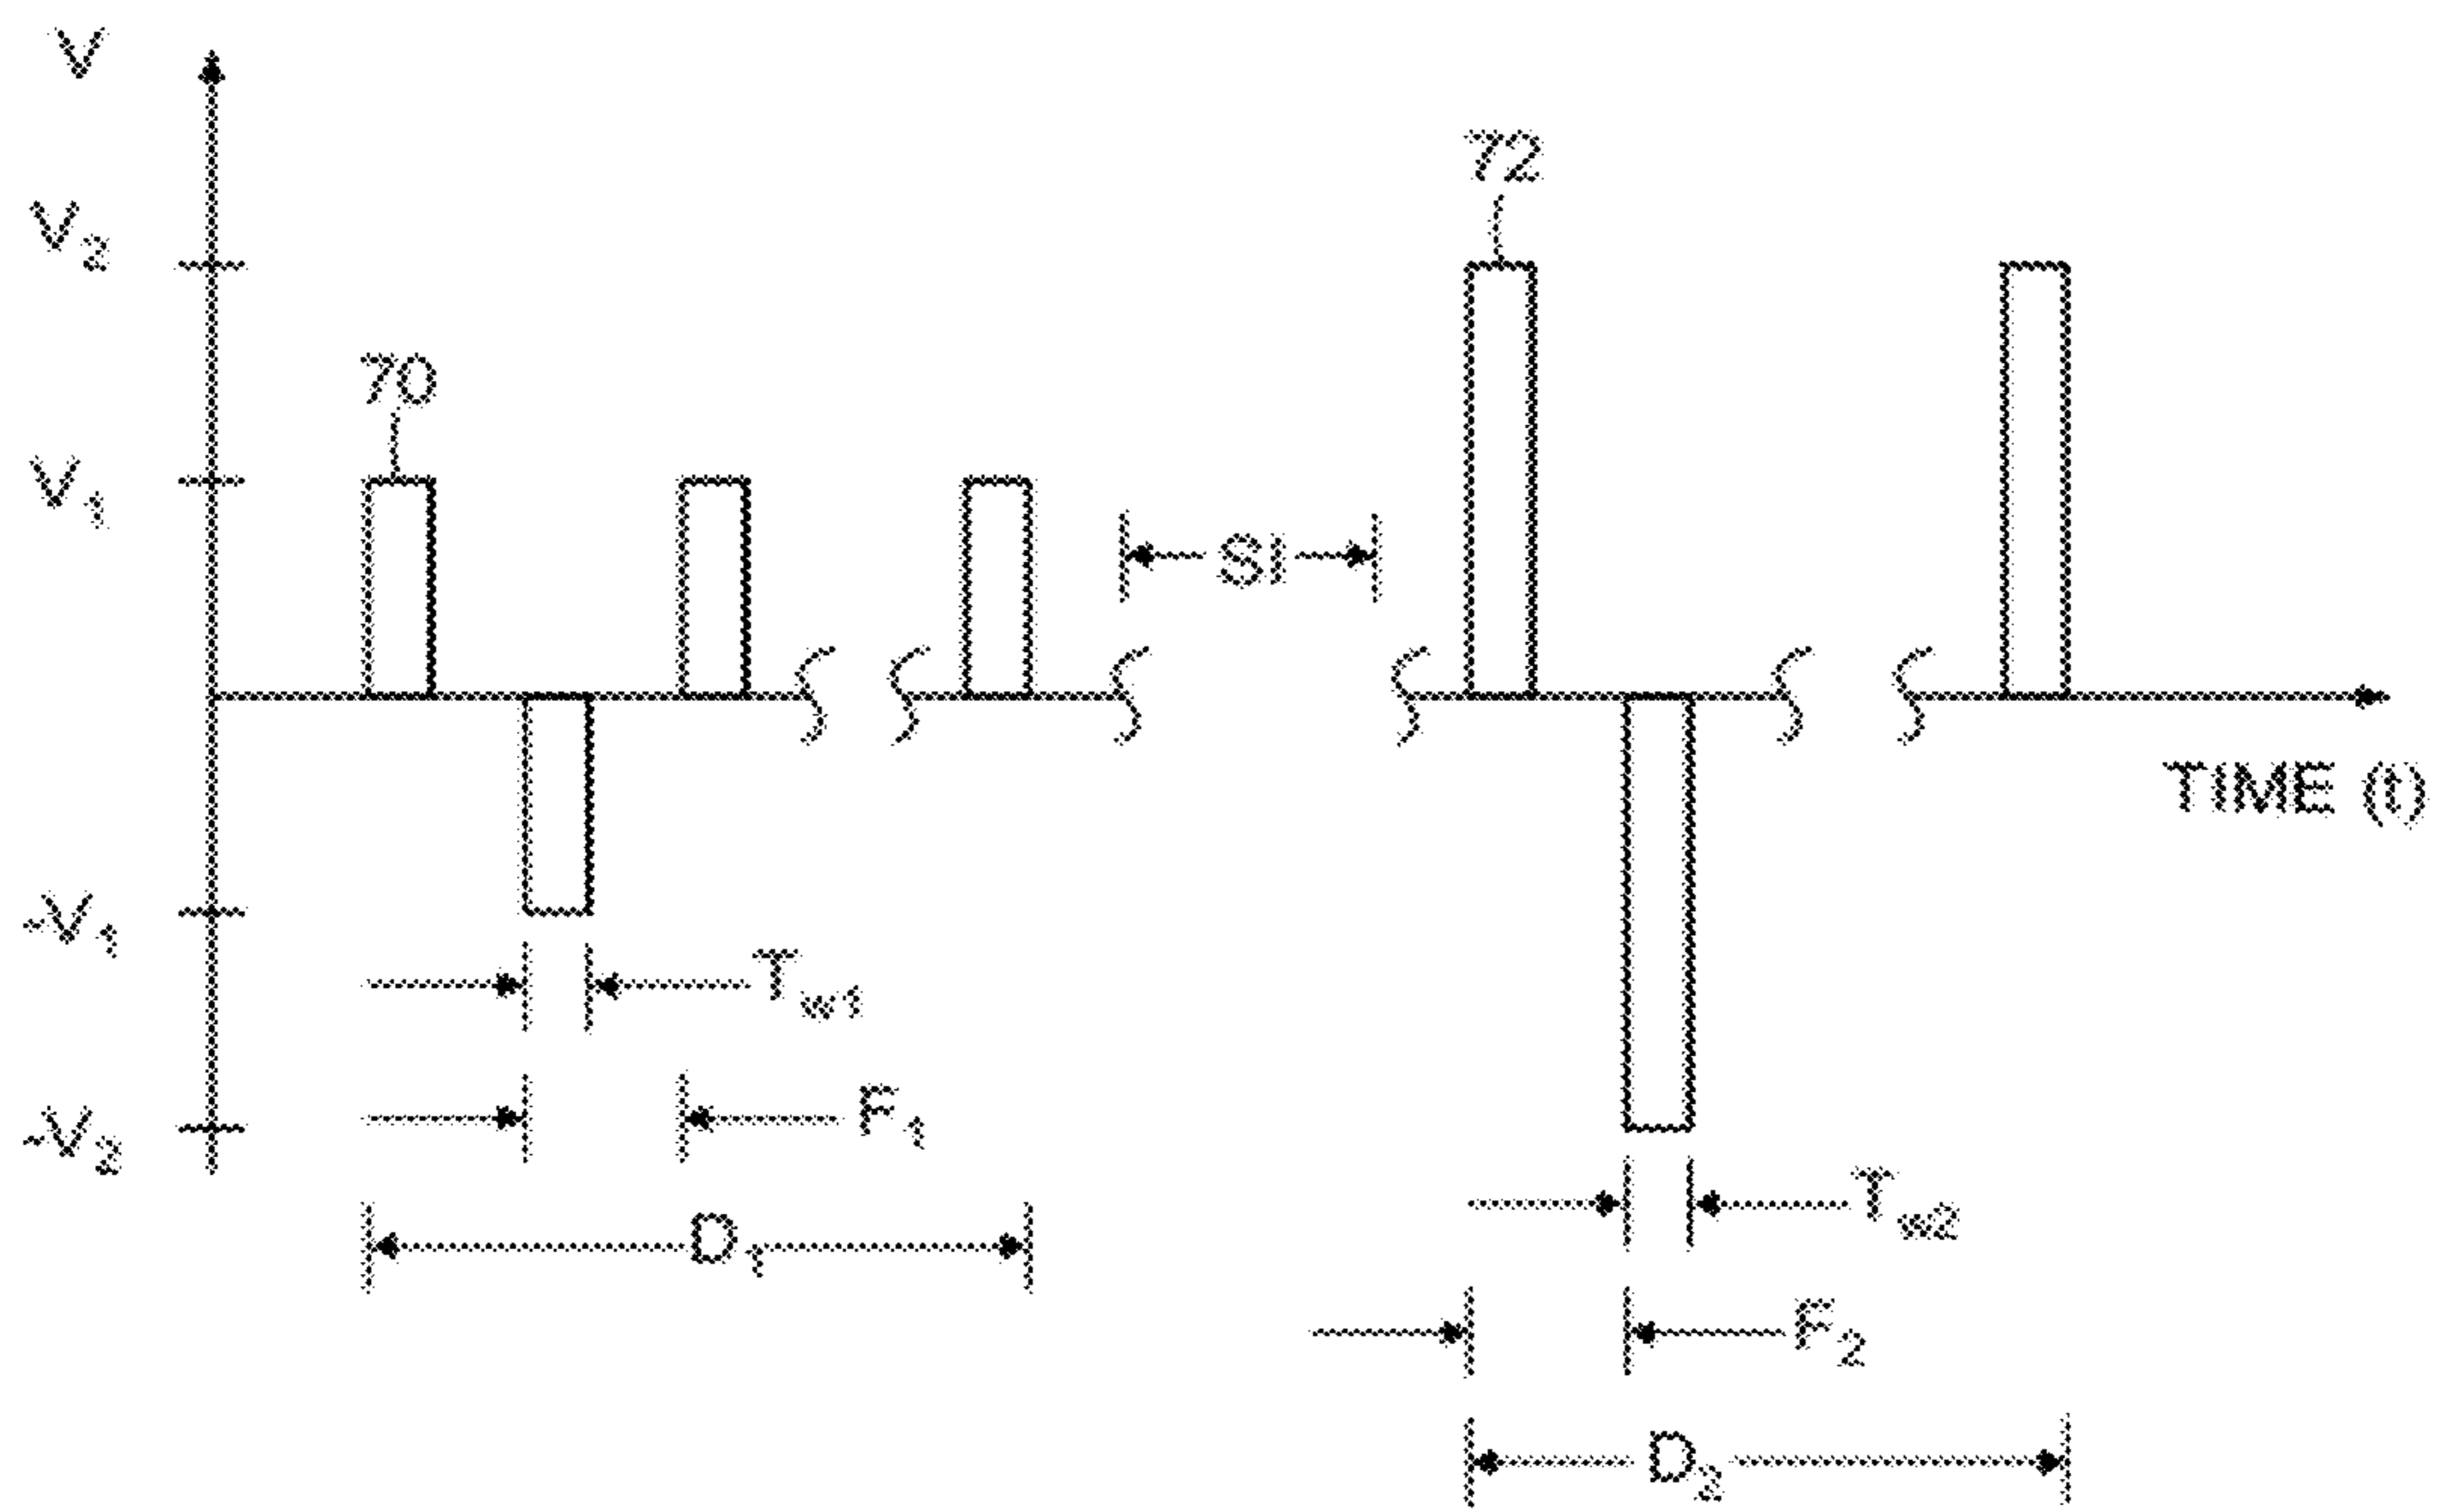 V
72
V₂
70
V₁
SI
TIME (t)
-V₁
Tw1
F₁
-V₂
Tw2
D₁
F₂
D₂